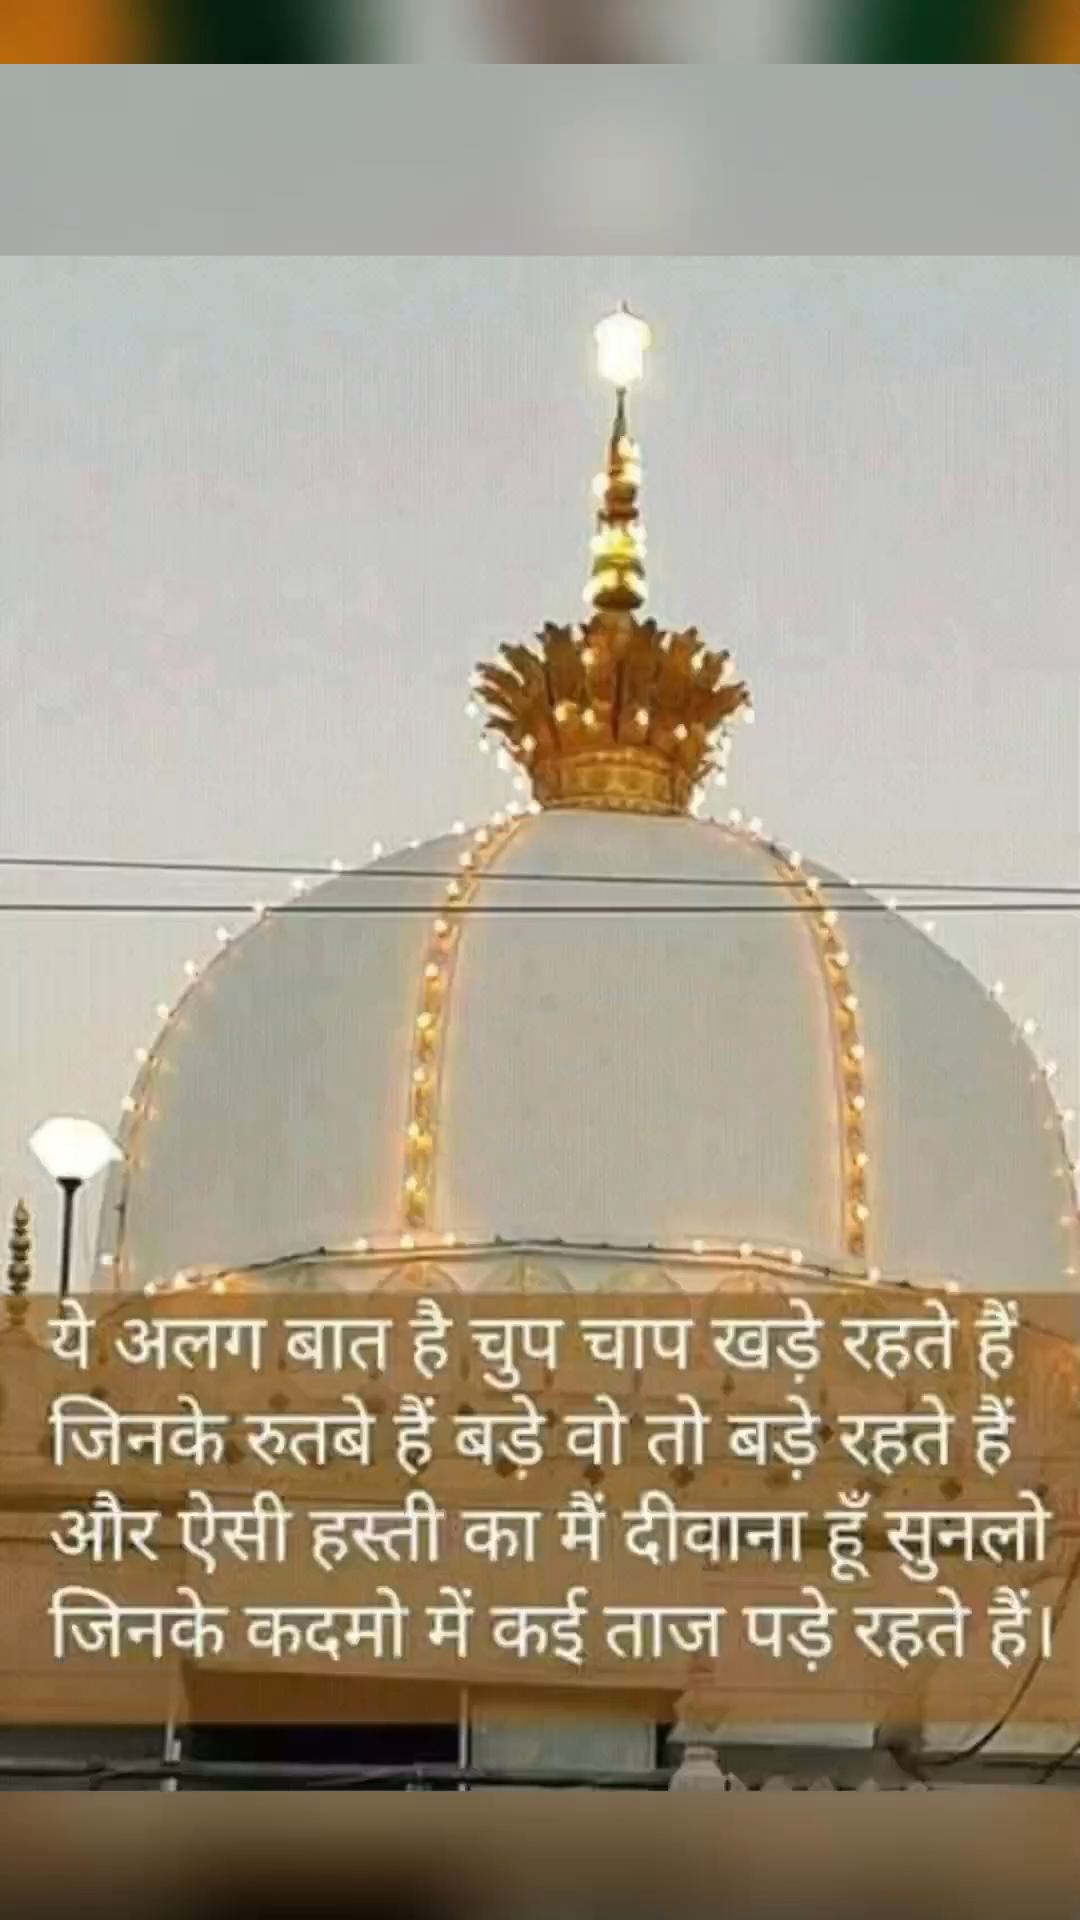 ये अलग बात है चुप चाप खड़े रहते हैं
जिनके रुतबे हैं बड़े वो तो बड़े रहते हैं
और ऐसी हस्ती का मैं दीवाना हूँ सुनलो
जिनके कदमो में कई ताज पड़े रहते हैं।